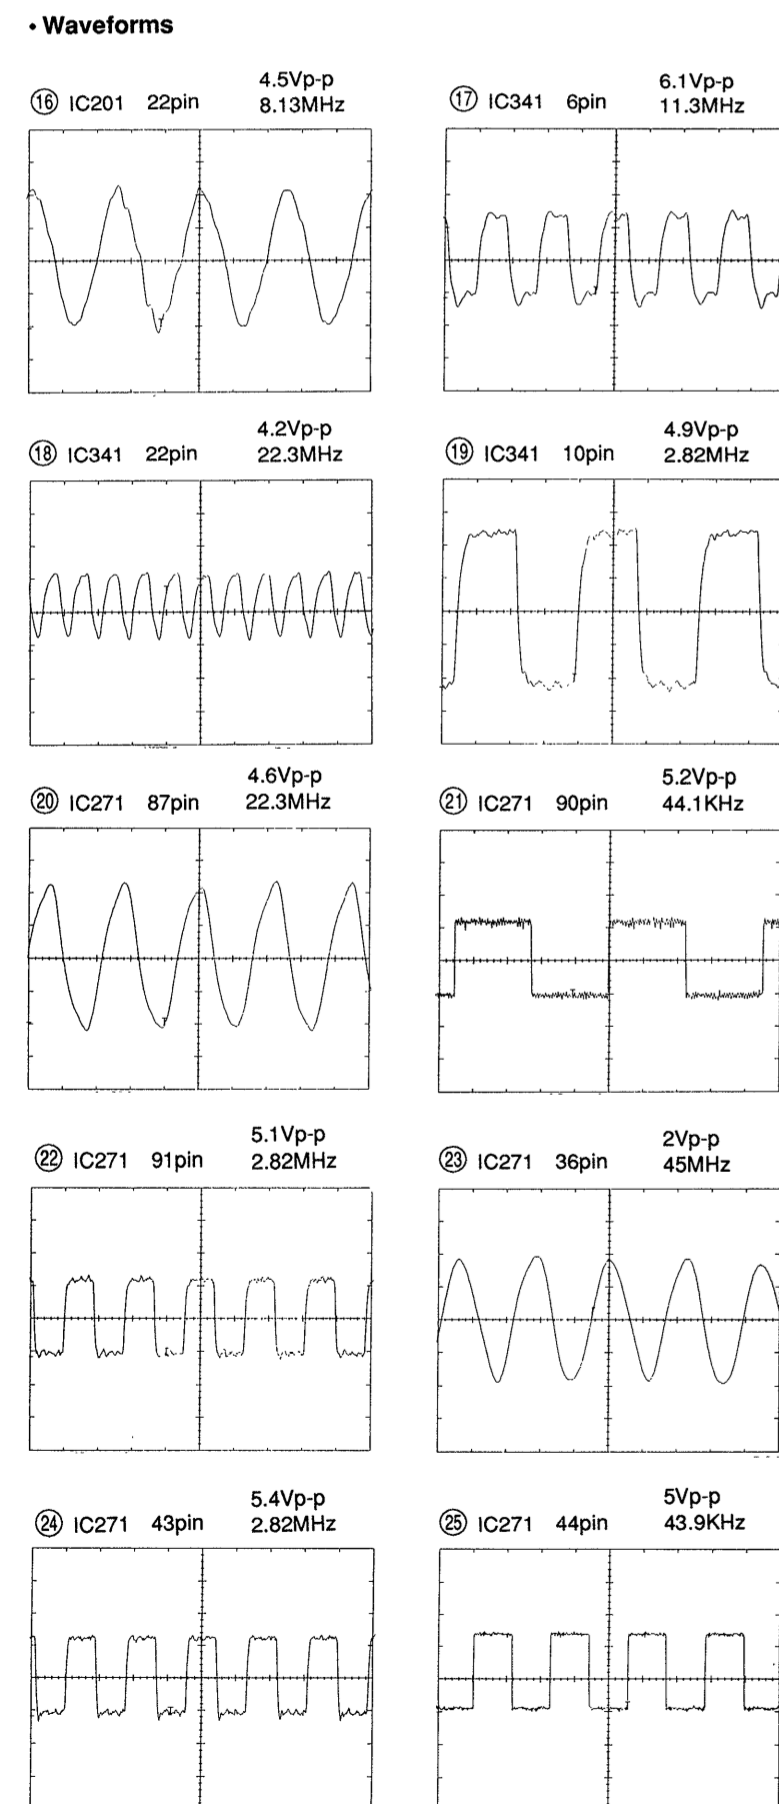 • Waveforms
⑯ IC201 22pin 4.5Vp-p
8.13MHz
⑰ IC341 6pin 6.1Vp-p
11.3MHz
⑱ IC341 22pin 4.2Vp-p
22.3MHz
⑲ IC341 10pin 4.9Vp-p
2.82MHz
⑳ IC271 87pin 4.6Vp-p
22.3MHz
㉑ IC271 90pin 5.2Vp-p
44.1KHz
㉒ IC271 91pin 5.1Vp-p
2.82MHz
㉓ IC271 36pin 2Vp-p
45MHz
㉔ IC271 43pin 5.4Vp-p
2.82MHz
㉕ IC271 44pin 5Vp-p
43.9KHz